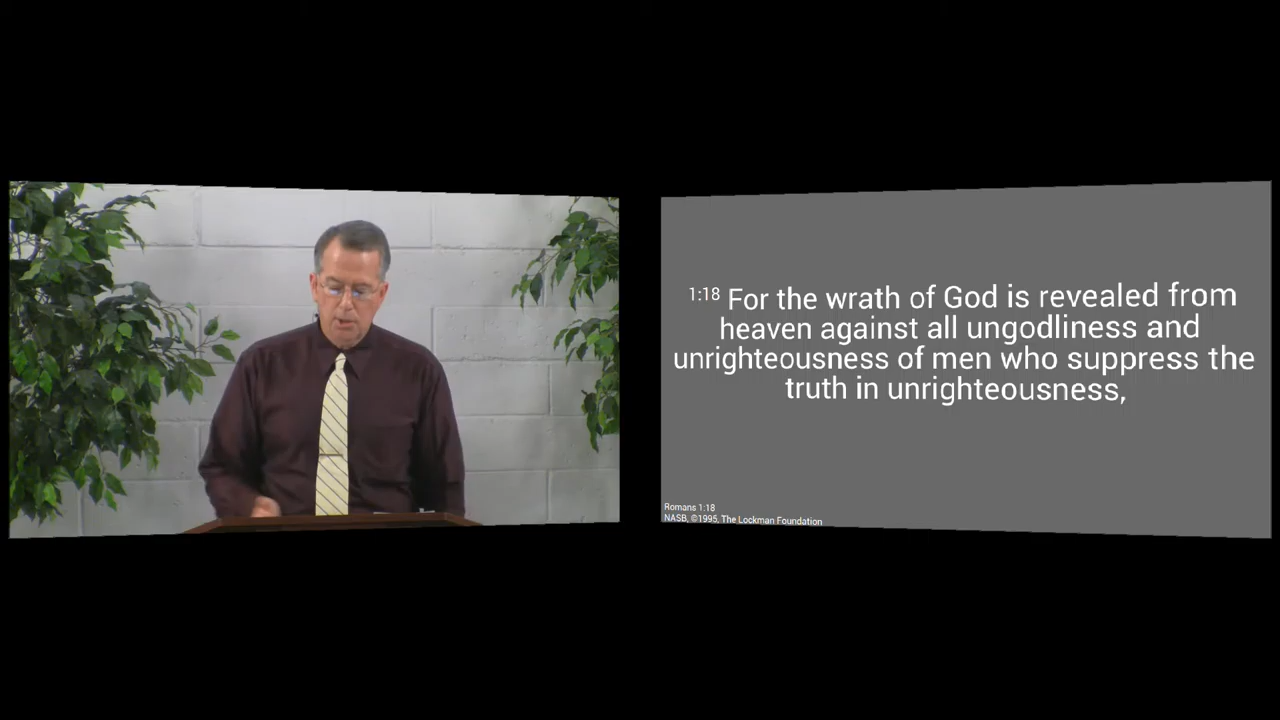 1:18 For the wrath of God is revealed from
heaven against all ungodliness and
unrighteousness of men who suppress the
truth in unrighteousness,
Romans 1:18
NASB, ©1995, The Lockman Foundation